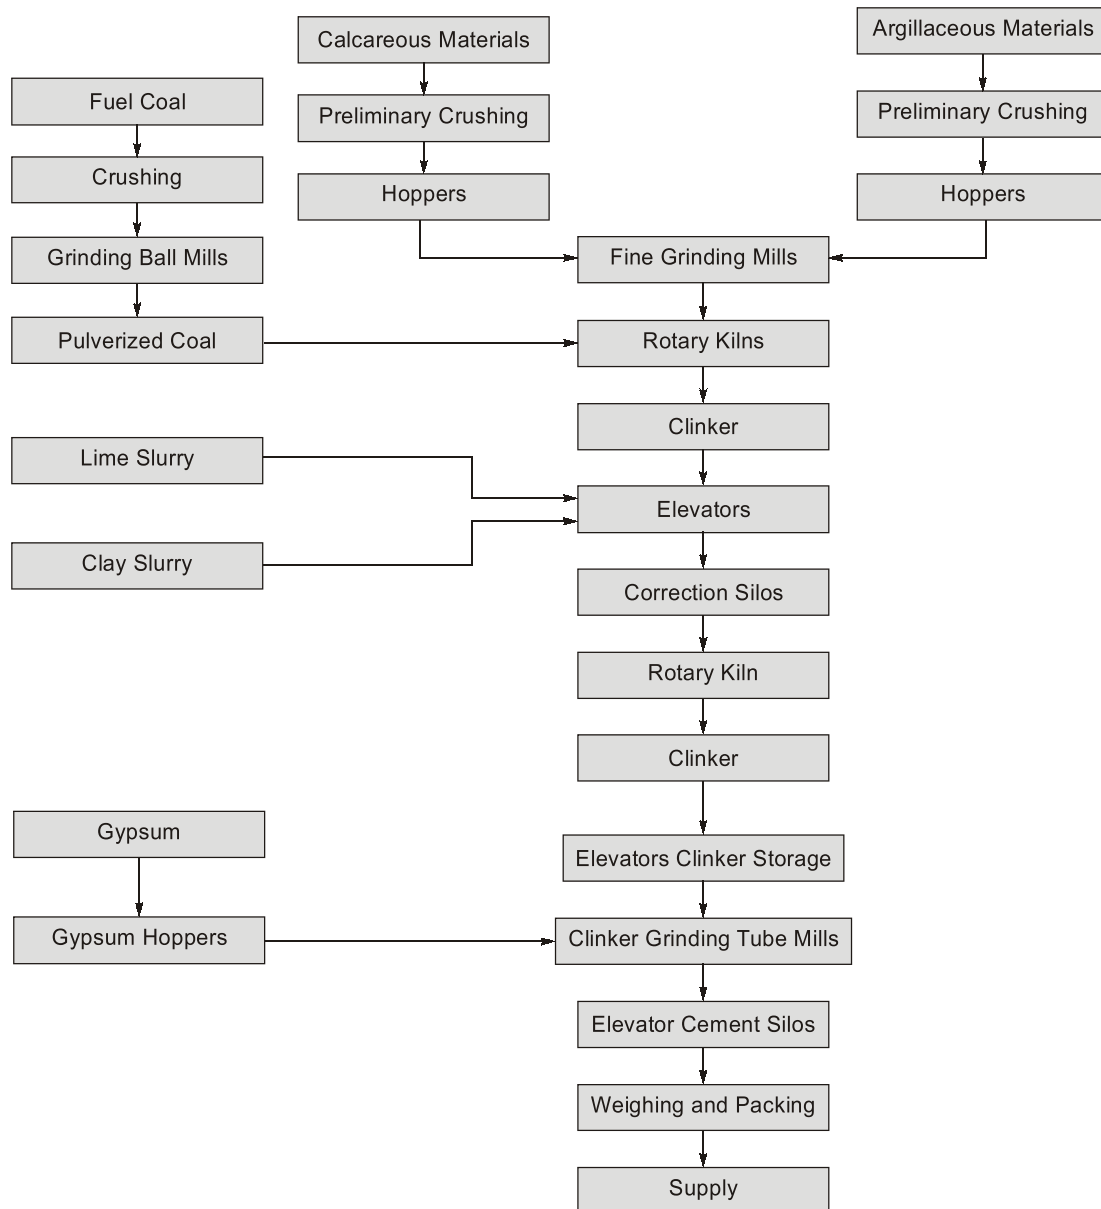 Calcareous Materials
Argillaceous Materials
Fuel Coal
Preliminary Crushing
Preliminary Crushing
Crushing
Hoppers
Hoppers
Grinding Ball Mills
Fine Grinding Mills
Pulverized Coal
Rotary Kilns
Clinker
Lime Slurry
Elevators
Clay Slurry
Correction Silos
Rotary Kiln
Clinker
Gypsum
Elevators Clinker Storage
Gypsum Hoppers
Clinker Grinding Tube Mills
Elevator Cement Silos
Weighing and Packing
Supply